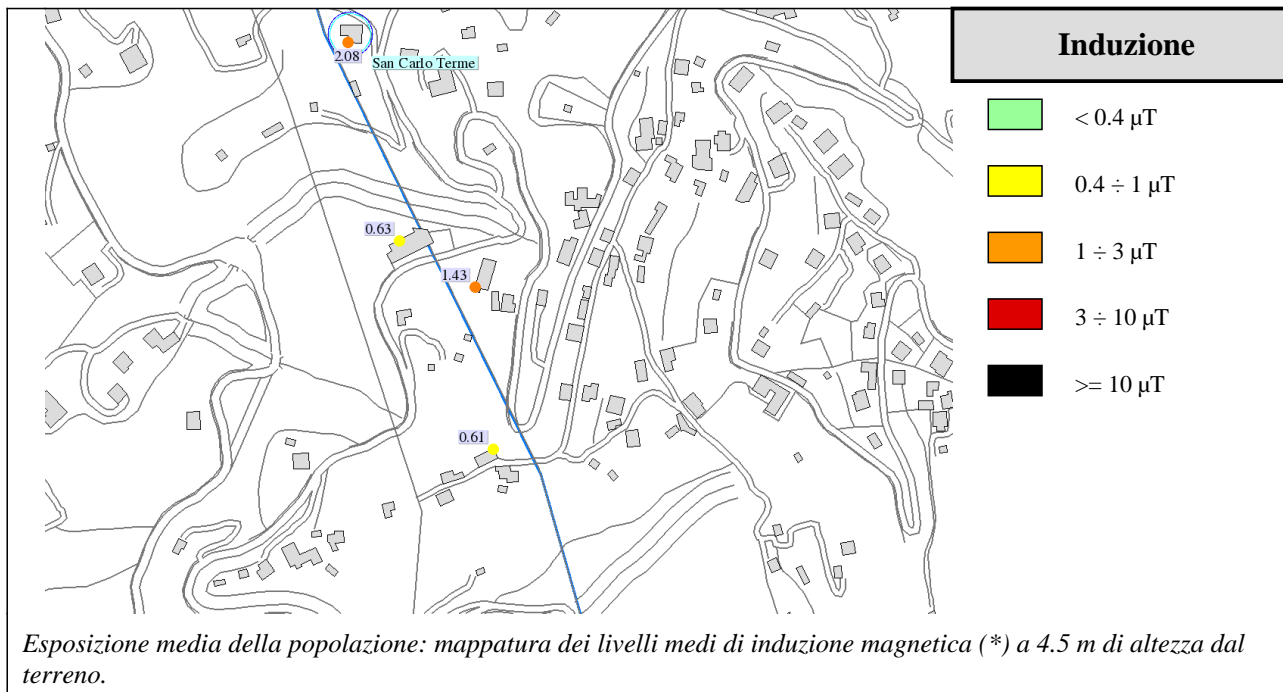 Induzione
2.08
San Carlo Terme
0.63
1.43
0.61
< 0.4 µT
0.4 ÷ 1 µT
1 ÷ 3 µT
3 ÷ 10 µT
>= 10 µT
Esposizione media della popolazione: mappatura dei livelli medi di induzione magnetica (*) a 4.5 m di altezza dal
terreno.